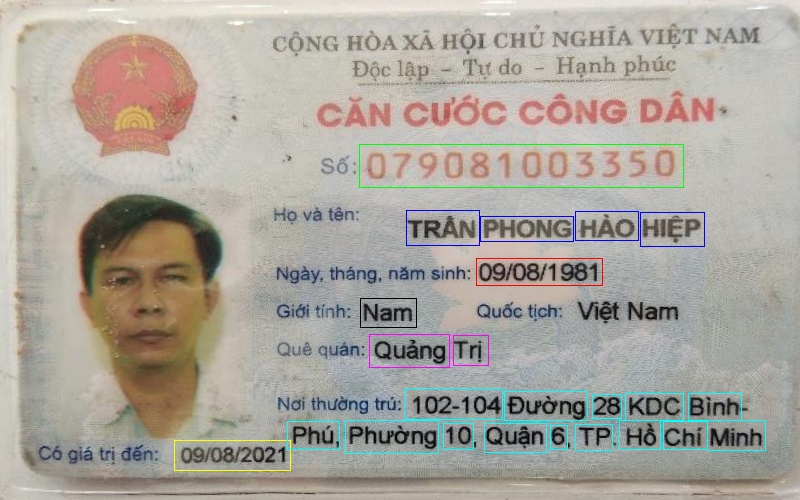 CỘNG HÒA XÃ HỘI CHỦ NGHĨA VIỆT NAM
Độc lập – Tự do – Hạnh phúc
CĂN CƯỚC CÔNG DÂN
Số: 079081003350
Họ và tên: TRẦN PHONG HÀO HIỆP
Ngày, tháng, năm sinh: 09/08/1981
Giới tính: Nam Quốc tịch: Việt Nam
Quê quán: Quảng Trị
Nơi thường trú: 102-104 Đường 28 KDC Bình-
Phú, Phường 10, Quận 6, TP. Hồ Chí Minh
Có giá trị đến: 09/08/2021